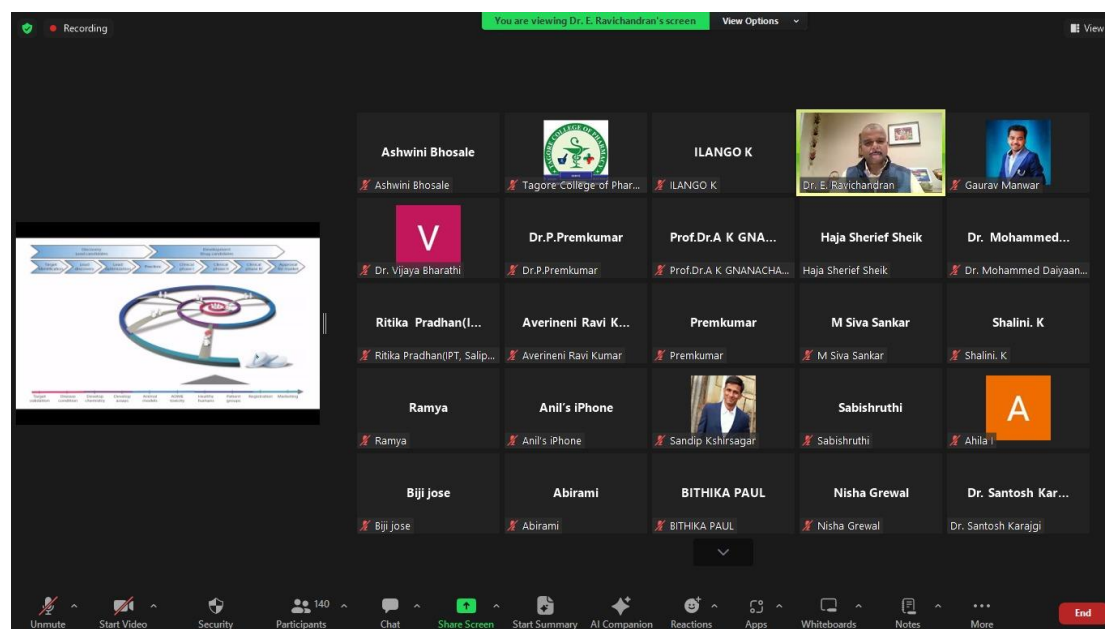 Recording
You are viewing Dr. E. Ravichandran's screen
View Options
View
Ashwini Bhosale
Ashwini Bhosale
TAGORE COLLEGE OF PHARMACY
Tagore College of Phar...
ILANGO K
ILANGO K
Dr. E. Ravichandran
Gaurav Manwar
V
Dr. Vijaya Bharathi
Dr.P.Premkumar
Dr.P.Premkumar
Prof.Dr.A K GNA...
Prof.Dr.A K GNANACHA...
Haja Sherief Sheik
Haja Sherief Sheik
Dr. Mohammed...
Dr. Mohammed Daiyaan...
Ritika Pradhan(I...
Ritika Pradhan(IPT, Salip...
Averineni Ravi K...
Averineni Ravi Kumar
Premkumar
Premkumar
M Siva Sankar
M Siva Sankar
Shalini. K
Shalini. K
Ramya
Ramya
Anil's iPhone
Anil's iPhone
Sandip Kshirsagar
Sabishruthi
Sabishruthi
A
Ahila I
Biji jose
Biji jose
Abirami
Abirami
BITHIKA PAUL
BITHIKA PAUL
Nisha Grewal
Nisha Grewal
Dr. Santosh Kar...
Dr. Santosh Karajgi
Unmute
Start Video
Security
140
Participants
Chat
Share Screen
Start Summary
AI Companion
Reactions
Apps
Whiteboards
Notes
More
End